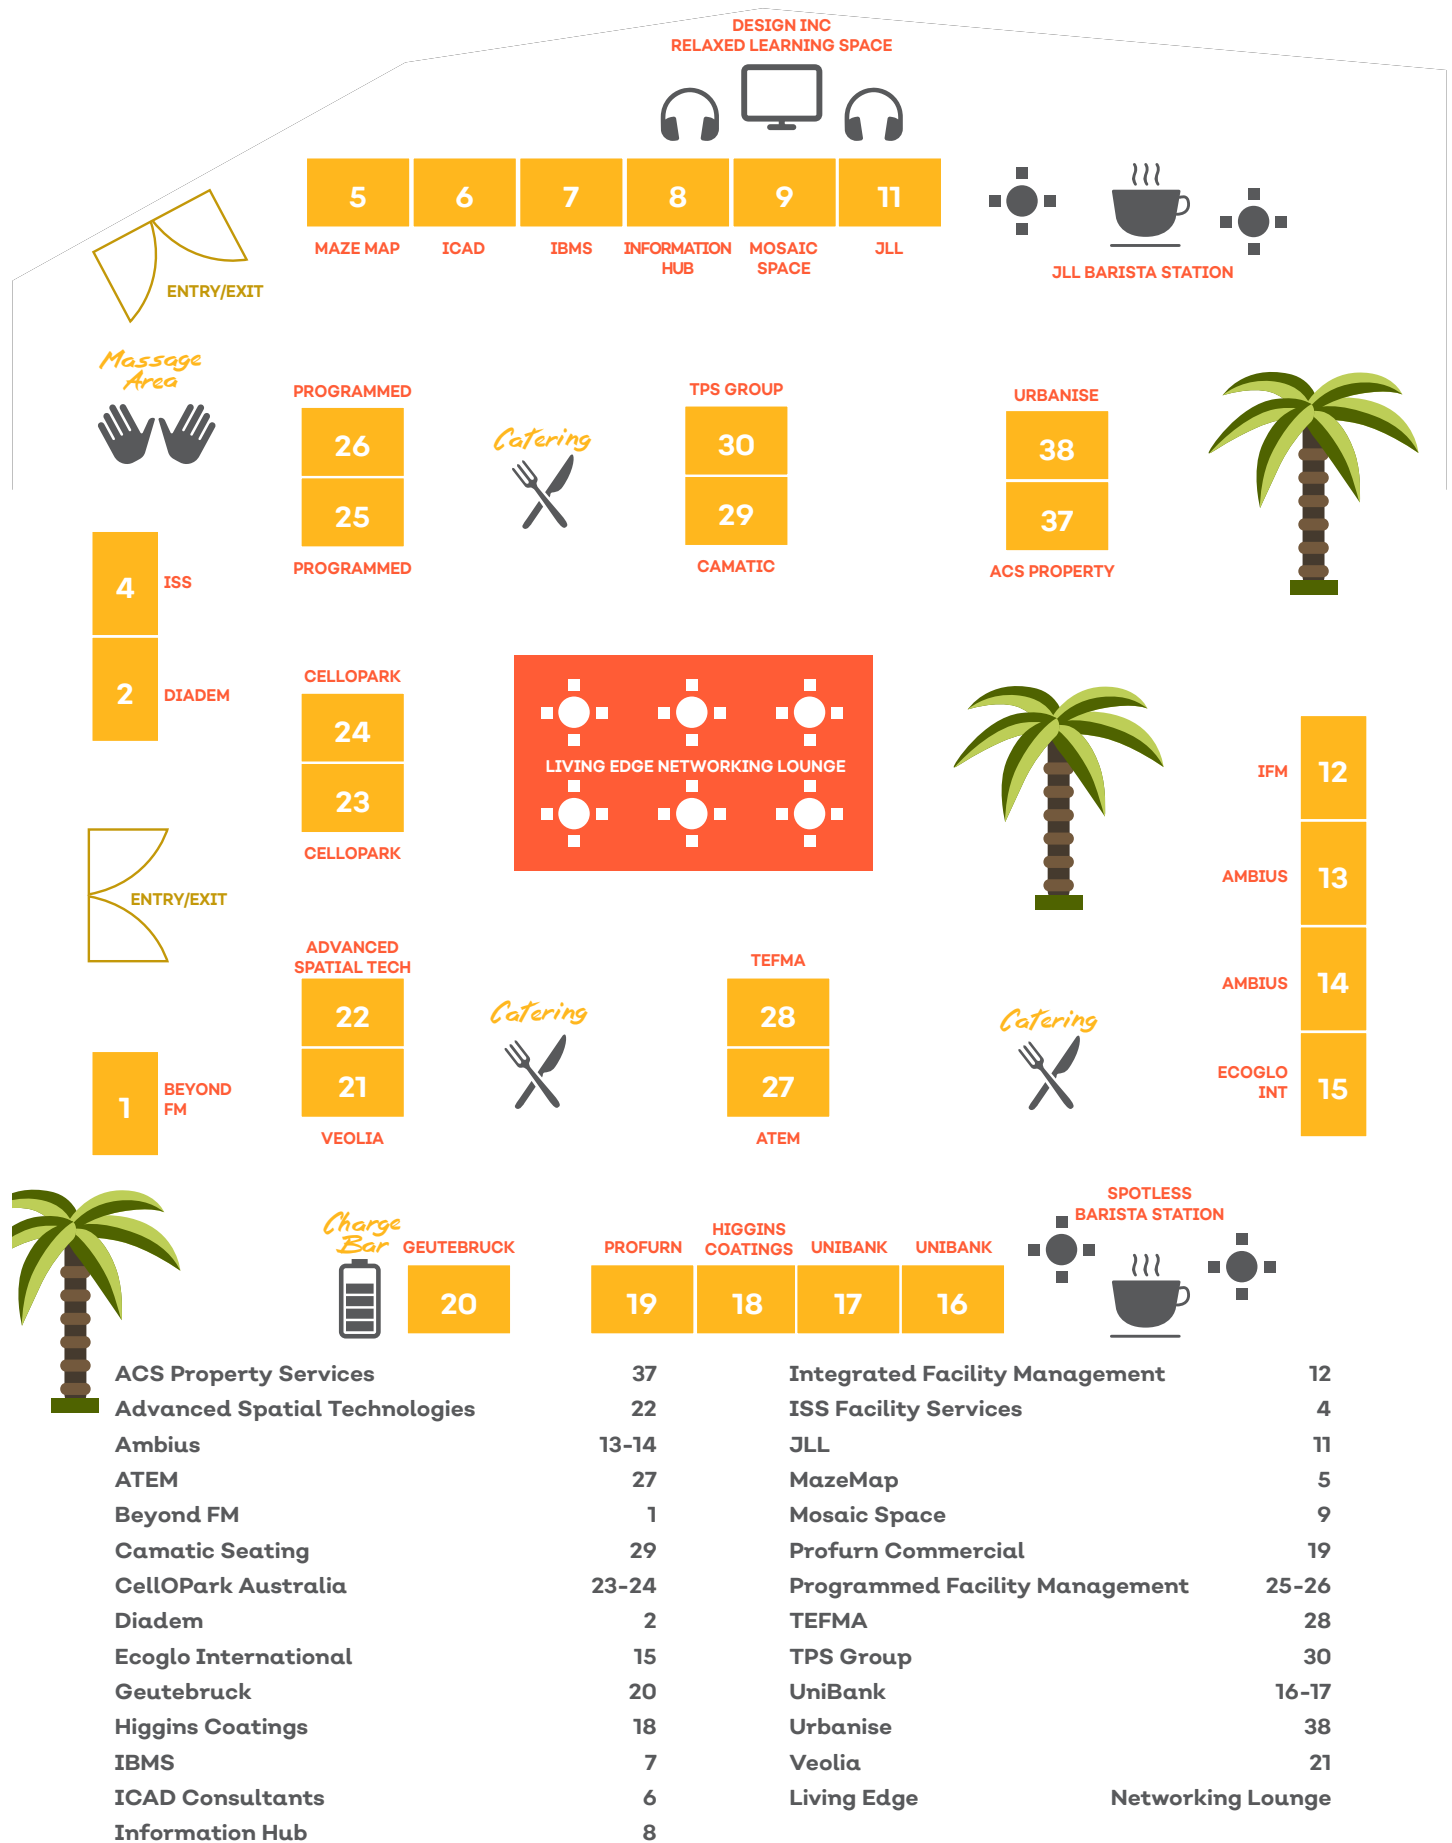 DESIGN INC
RELAXED LEARNING SPACE
5 6 7 8 9 11
MAZE MAP ICAD IBMS INFORMATION HUB MOSAIC SPACE JLL
JLL BARISTA STATION
ENTRY/EXIT
Massage
Area
PROGRAMMED
26
25
PROGRAMMED
Catering
TPS GROUP
30
29
CAMATIC
URBANISE
38
37
ACS PROPERTY
4 ISS
2 DIADEM
CELLOPARK
24
23
CELLOPARK
LIVING EDGE NETWORKING LOUNGE
IFM 12
AMBIUS 13
AMBIUS 14
ECOGLO
INT 15
ENTRY/EXIT
ADVANCED
SPATIAL TECH
22
21
VEOLIA
Catering
TEFMA
28
27
ATEM
Catering
1 BEYOND
FM
Charge
Bar
GEUTEBRUCK
20
PROFURN
19
HIGGINS
COATINGS
18
UNIBANK
17
UNIBANK
16
SPOTLESS
BARISTA STATION
ACS Property Services 37
Advanced Spatial Technologies 22
Ambius 13-14
ATEM 27
Beyond FM 1
Camatic Seating 29
CellOPark Australia 23-24
Diadem 2
Ecoglo International 15
Geutebruck 20
Higgins Coatings 18
IBMS 7
ICAD Consultants 6
Information Hub 8
Integrated Facility Management 12
ISS Facility Services 4
JLL 11
MazeMap 5
Mosaic Space 9
Profurn Commercial 19
Programmed Facility Management 25-26
TEFMA 28
TPS Group 30
UniBank 16-17
Urbanise 38
Veolia 21
Living Edge Networking Lounge